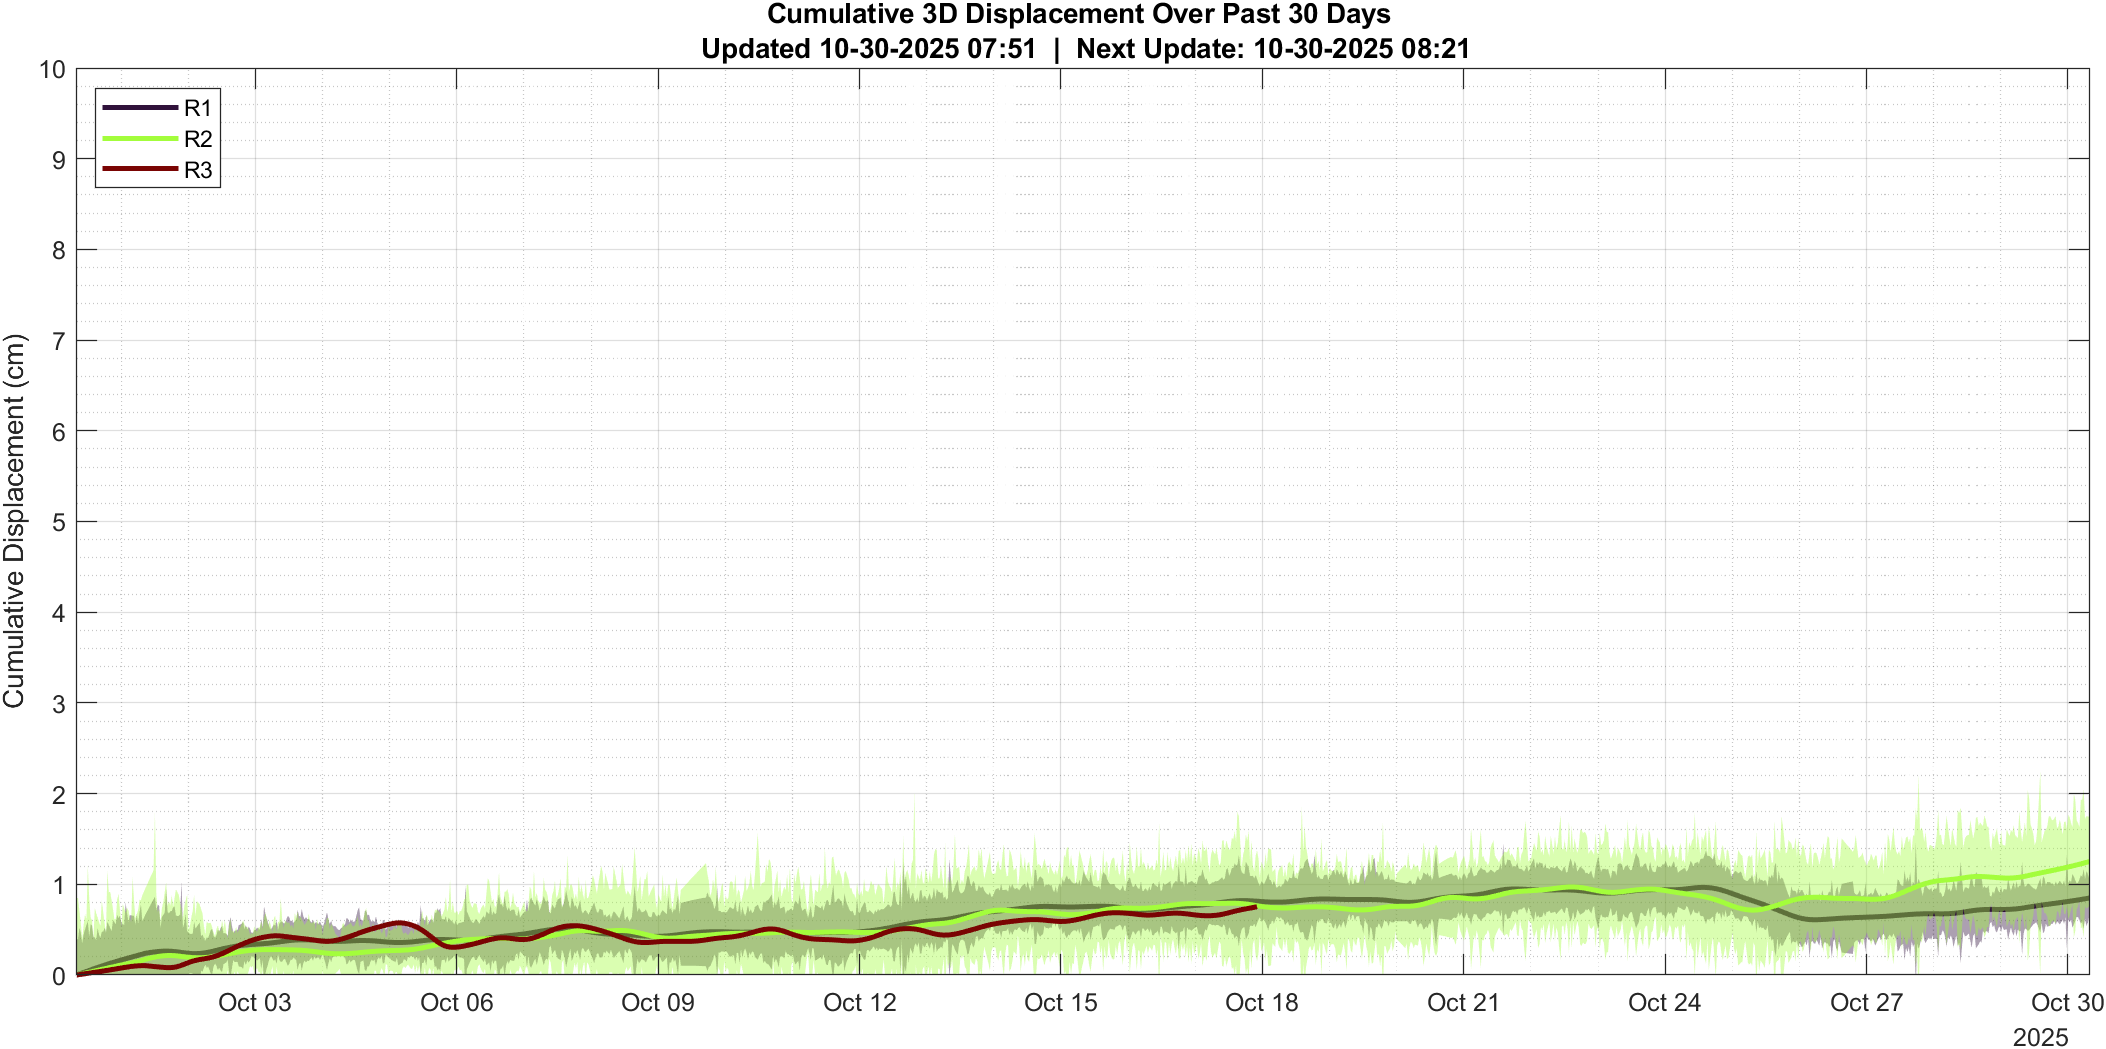 Cumulative 3D Displacement Over Past 30 Days
Updated 10-30-2025 07:51 | Next Update: 10-30-2025 08:21
10
9
8
7
6
5
4
3
2
1
0
Cumulative Displacement (cm)
R1
R2
R3
Oct 03
Oct 06
Oct 09
Oct 12
Oct 15
Oct 18
Oct 21
Oct 24
Oct 27
Oct 30
2025